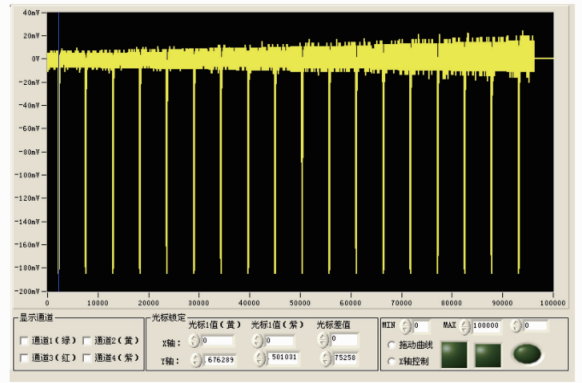 40mV
20mV
0V
-20mV
-40mV
-60mV
-80mV
-100mV
-120mV
-140mV
-160mV
-180mV
-200mV
0 10000 20000 30000 40000 50000 60000 70000 80000 90000 100000
显示通道
通道1(绿) 通道2(黄)
通道3(红) 通道4(紫)
光标锁定
光标1值(黄) 光标1值(紫) 光标差值
X轴: 0 0 0
Y轴: .676289 .501031 75258
MIN 0 MAX 100000 0
拖动曲线
X轴控制